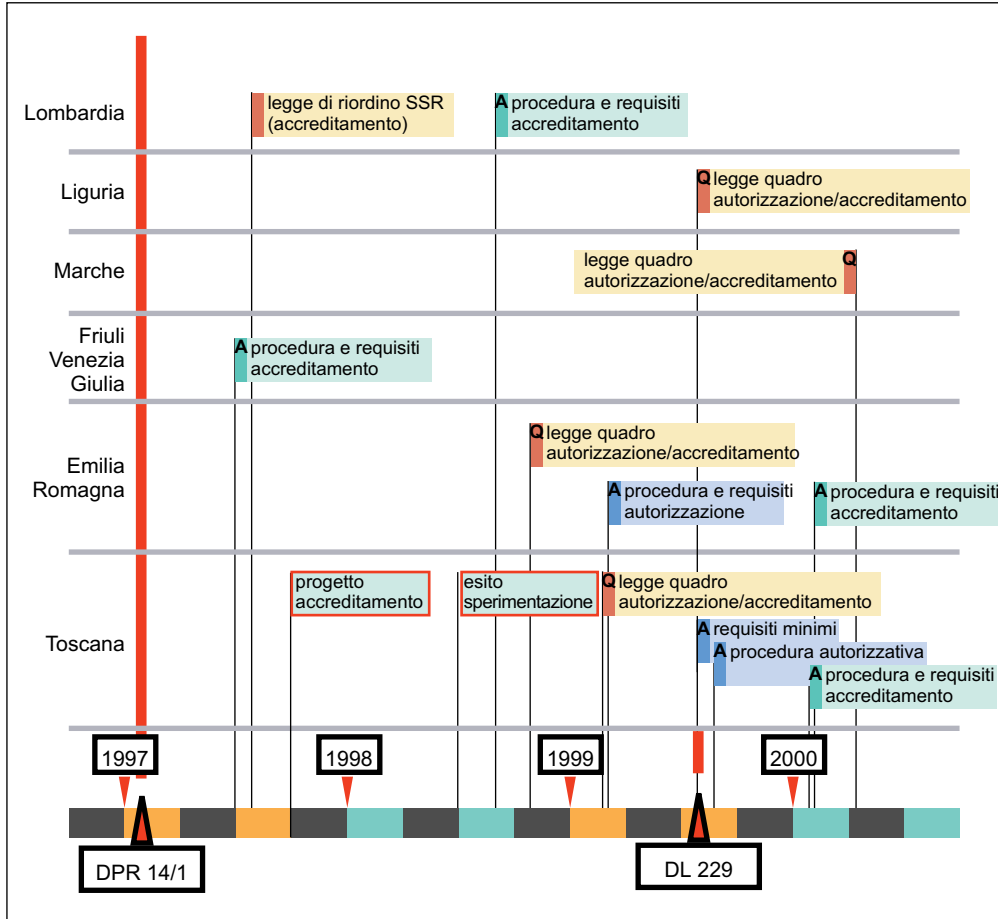 Lombardia
legge di riordino SSR
(accreditamento)
A procedura e requisiti
accreditamento
Liguria
Q legge quadro
autorizzazione/accreditamento
Marche
legge quadro Q
autorizzazione/accreditamento
Friuli
Venezia
Giulia
A procedura e requisiti
accreditamento
Emilia
Romagna
Q legge quadro
autorizzazione/accreditamento
A procedura e requisiti
autorizzazione
A procedura e requisiti
accreditamento
Toscana
progetto
accreditamento
esito
sperimentazione
Q legge quadro
autorizzazione/accreditamento
A requisiti minimi
A procedura autorizzativa
A procedura e requisiti
accreditamento
1997
1998
1999
2000
DPR 14/1
DL 229